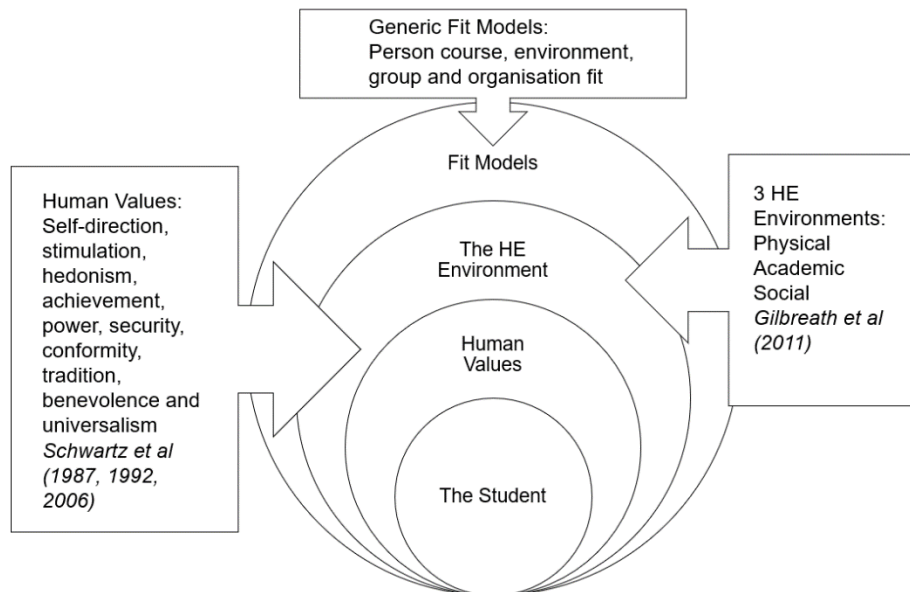 Generic Fit Models:
Person course, environment,
group and organisation fit
Fit Models
Human Values:
Self-direction,
stimulation,
hedonism,
achievement,
power, security,
conformity,
tradition,
benevolence and
universalism
Schwartz et al
(1987, 1992,
2006)
The HE
Environment
3 HE
Environments:
Physical
Academic
Social
Gilbreath et al
(2011)
Human
Values
The Student